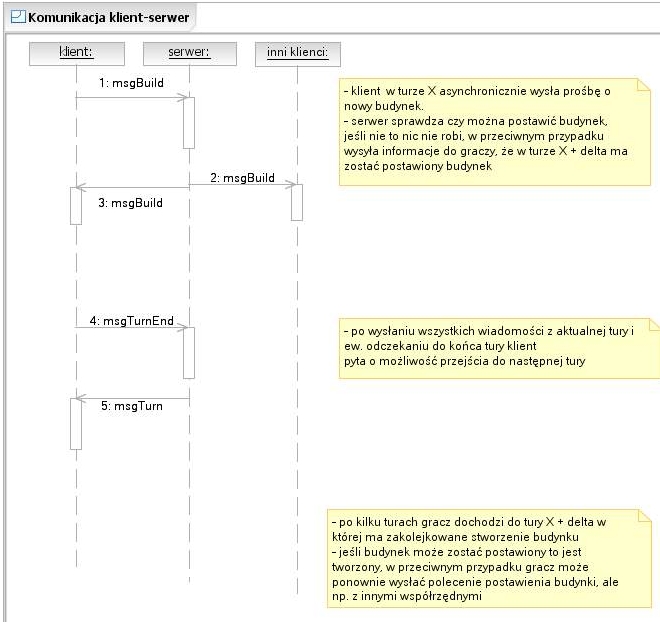 Komunikacja klient-serwer
klient:
serwer:
inni klienci:
1: msgBuild
- klient w turze X asynchronicznie wysła prośbę o
nowy budynek.
- serwer sprawdza czy można postawić budynek,
jeśli nie to nic nie robi, w przeciwnym przypadku
wysyła informacje do graczy, że w turze X + delta ma
zostać postawiony budynek
2: msgBuild
3: msgBuild
4: msgTurnEnd
- po wysłaniu wszystkich wiadomości z aktualnej tury i
ew. odczekaniu do końca tury klient
pyta o możliwość przejścia do następnej tury
5: msgTurn
- po kilku turach gracz dochodzi do tury X + delta w
której ma zakolejkowane stworzenie budynku
- jeśli budynek może zostać postawiony to jest
tworzony, w przeciwnym przypadku gracz może
ponownie wysłać polecenie postawienia budynki, ale
np. z innymi współrzędnymi